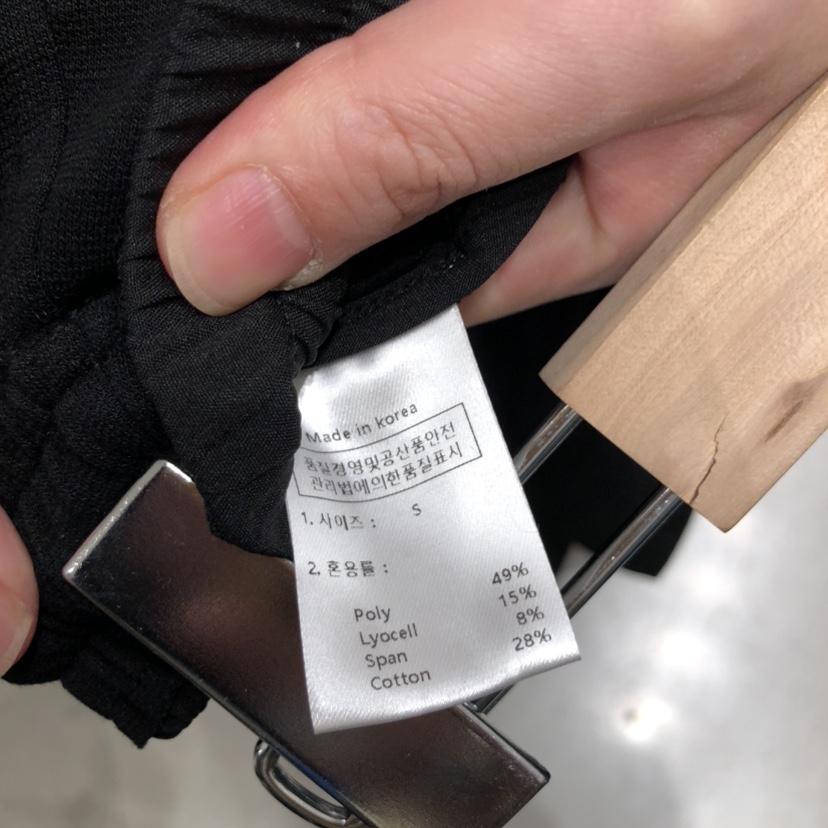 Made in korea
품질경영및공산품안전
관리법에의한품질표시
1. 사이즈 : S
2. 혼용률 :
Poly 49%
Lyocell 15%
Span 8%
Cotton 28%